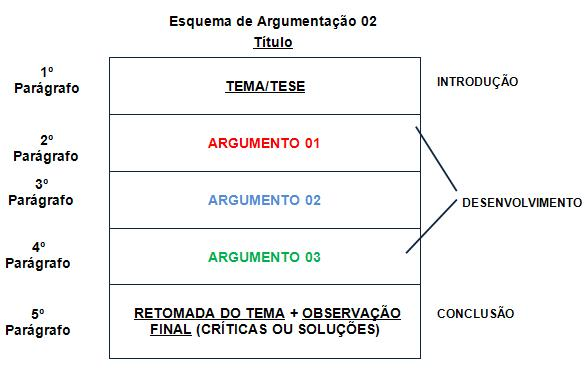 Esquema de Argumentação 02
Título
1º
Parágrafo
TEMA/TESE
INTRODUÇÃO
2º
Parágrafo
ARGUMENTO 01
3º
Parágrafo
ARGUMENTO 02
DESENVOLVIMENTO
4º
Parágrafo
ARGUMENTO 03
5º
Parágrafo
RETOMADA DO TEMA + OBSERVAÇÃO
FINAL (CRÍTICAS OU SOLUÇÕES)
CONCLUSÃO